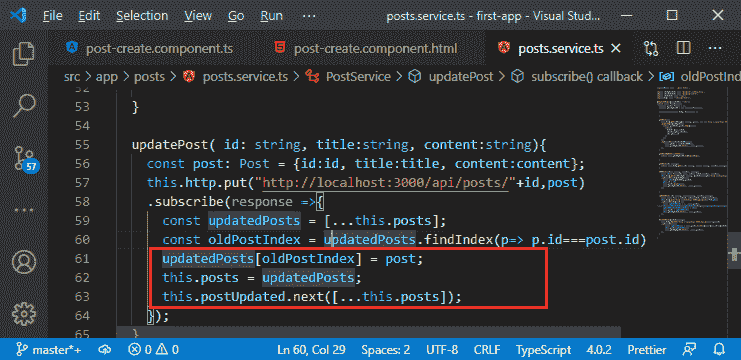 File Edit Selection View Go Run ··· posts.service.ts - first-app - Visual Stud...
post-create.component.ts post-create.component.html posts.service.ts
src > app > posts > posts.service.ts > PostService > updatePost > subscribe() callback > oldPostInd
52
53 }
54
55 updatePost( id: string, title:string, content:string){
56 const post: Post = {id:id, title:title, content:content};
57 this.http.put("http://localhost:3000/api/posts/"+id,post)
58 .subscribe(response =>{
59 const updatedPosts = [...this.posts];
60 const oldPostIndex = updatedPosts.findIndex(p=> p.id===post.id)
61 updatedPosts[oldPostIndex] = post;
62 this.posts = updatedPosts;
63 this.postUpdated.next([...this.posts]);
64 });
65 }
57
master*+ 0 0 Ln 60, Col 29 Spaces: 2 UTF-8 CRLF TypeScript 4.0.2 Prettier